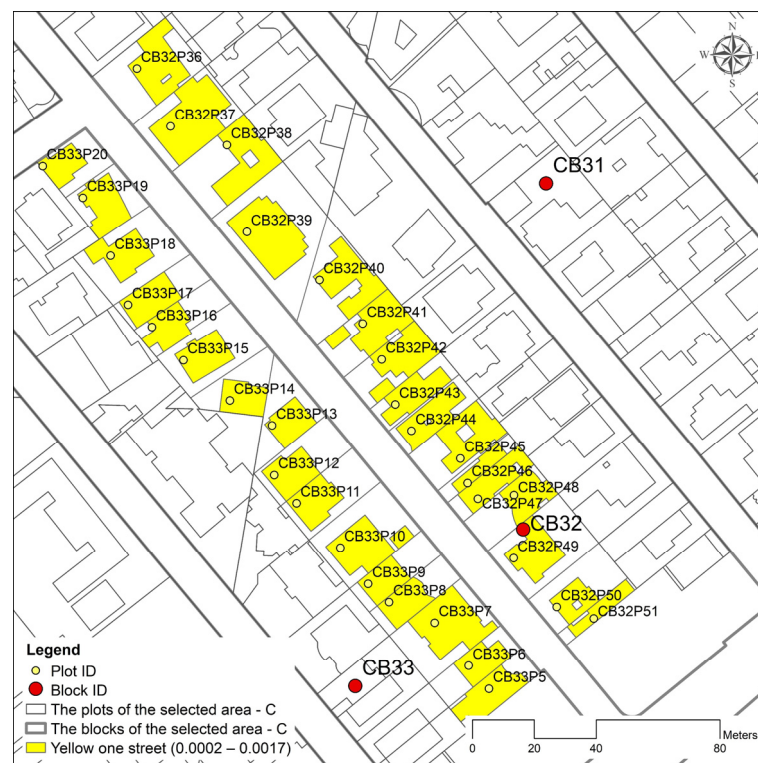 N
W
S
CB32P36
CB32P37
CB32P38
CB33P20
CB33P19
CB31
CB32P39
CB33P18
CB32P40
CB33P17
CB33P16
CB32P41
CB33P15
CB32P42
CB33P14
CB32P43
CB33P13
CB32P44
CB32P45
CB33P12
CB32P46
CB32P48
CB33P11
CB32P47
CB32
CB33P10
CB32P49
CB33P9
CB33P8
CB32P50
CB33P7
CB32P51
CB33P6
CB33
CB33P5
Legend
Plot ID
Block ID
The plots of the selected area - C
The blocks of the selected area - C
Yellow one street (0.0002 – 0.0017)
Meters
0 20 40 80